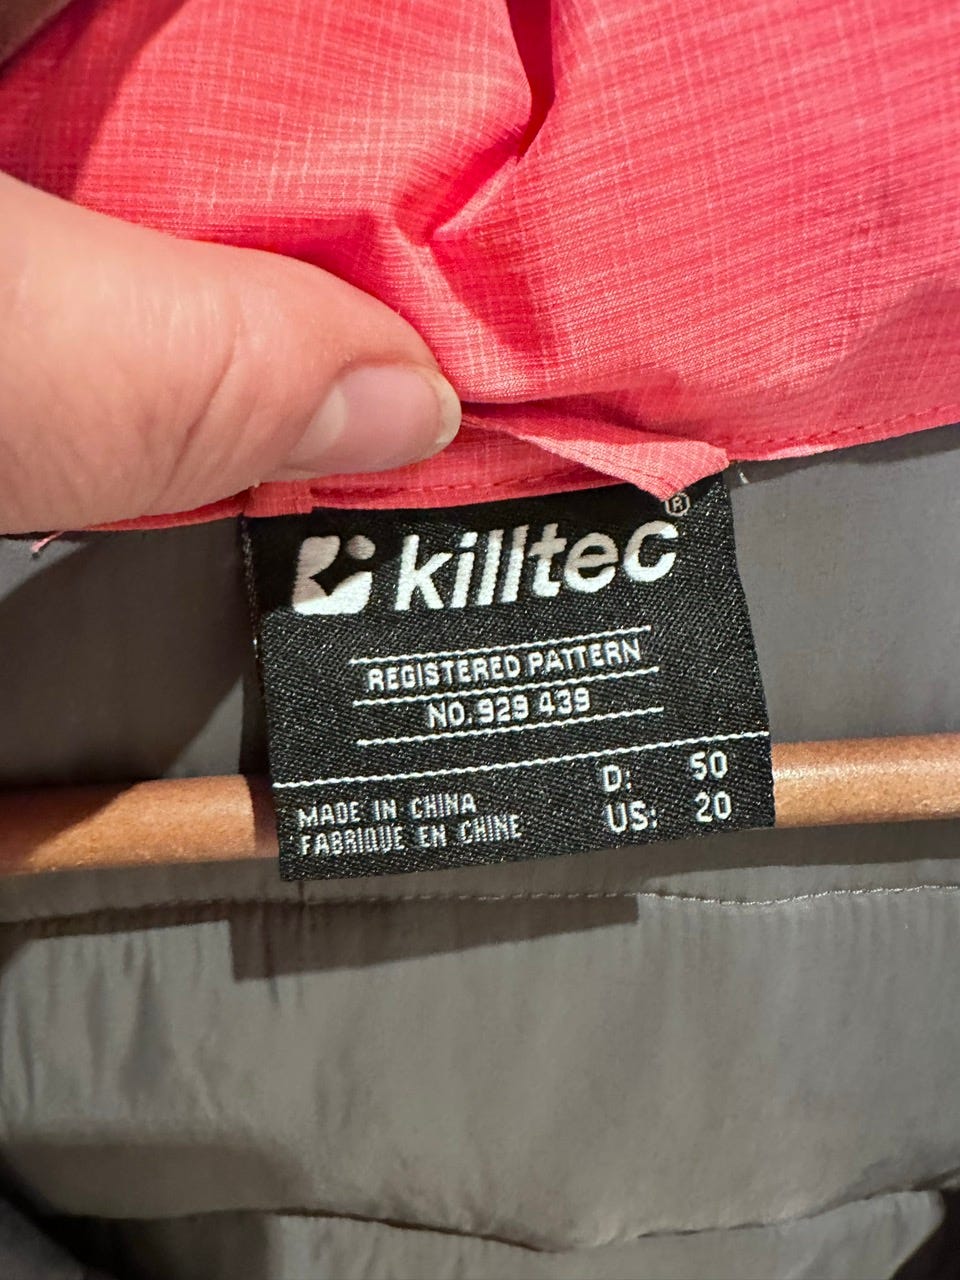 killtec®
REGISTERED PATTERN
NO. 929 439
D: 50
US: 20
MADE IN CHINA
FABRIQUE EN CHINE